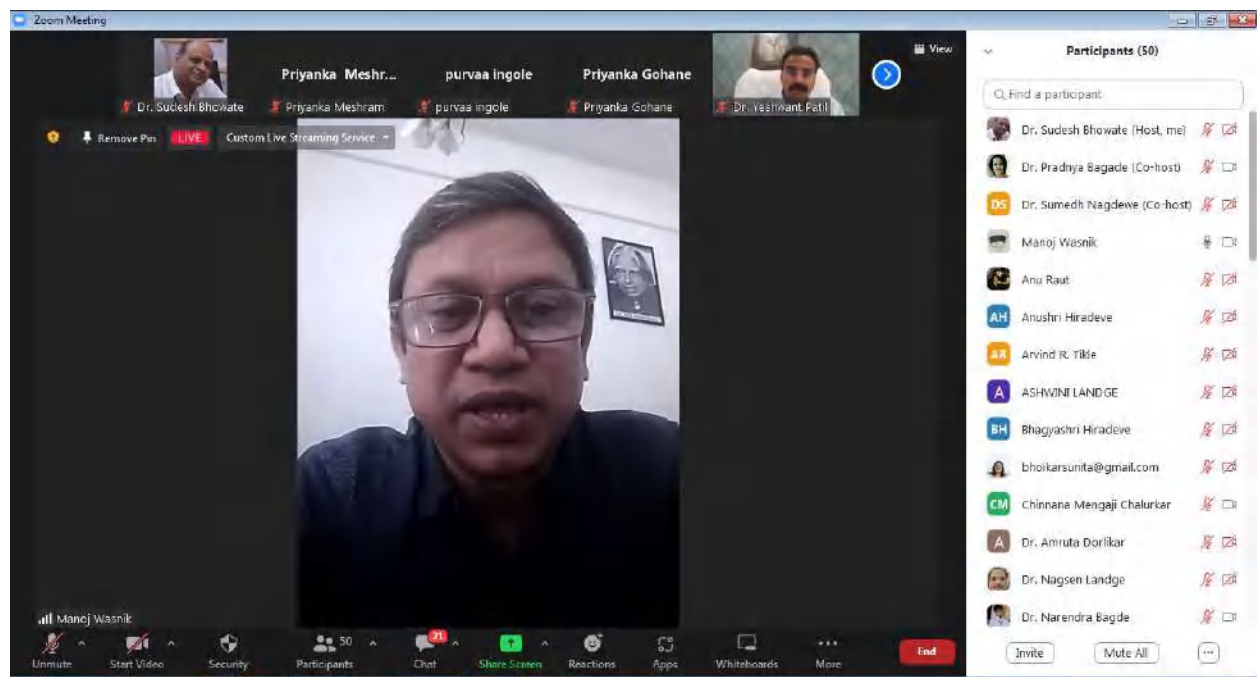 Zoom Meeting
View
Priyanka Meshr...
purvaa ingole
Priyanka Gohane
Dr. Sudesh Bhowate
Priyanka Meshram
purvaa ingole
Priyanka Gohane
Dr. Yeshwant Patil
Remove Pin
LIVE
Custom Live Streaming Service
Manoj Wasnik
Unmute
Start Video
Security
50
Participants
21
Chat
Share Screen
Reactions
Apps
Whiteboards
More
End
Participants (50)
Find a participant
Dr. Sudesh Bhowate (Host, me)
Dr. Pradnya Bagade (Co-host)
DS Dr. Sumedh Nagdewe (Co-host)
Manoj Wasnik
Anu Raut
AH Anushri Hiradeve
AR Arvind R. Tikle
A ASHWINI LANDGE
BH Bhagyashri Hiradeve
bhoikarsunita@gmail.com
CM Chinnana Mengaji Chalurkar
A Dr. Amruta Dorlikar
Dr. Nagsen Landge
Dr. Narendra Bagde
Invite
Mute All
...